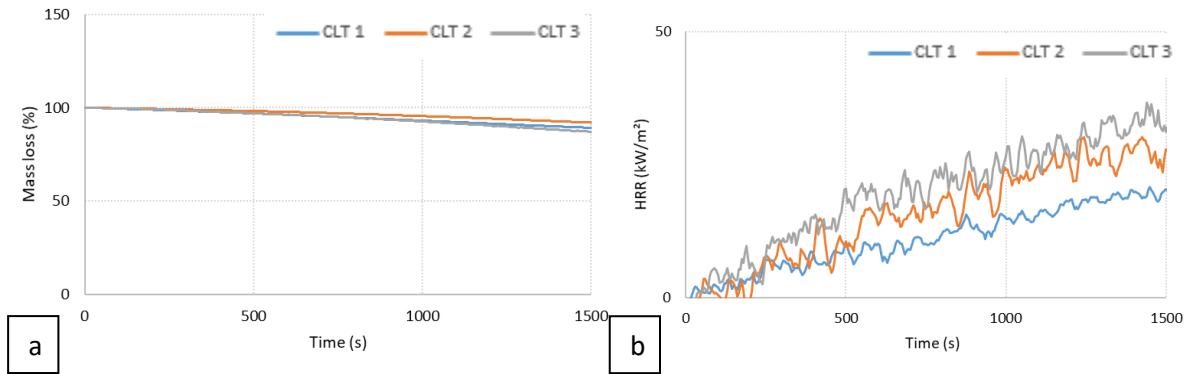 150
CLT 1 CLT 2 CLT 3
100
50
0
Mass loss (%)
0 500 1000 1500
Time (s)
a
50
CLT 1 CLT 2 CLT 3
0
HRR (kW/m²)
0 500 1000 1500
Time (s)
b